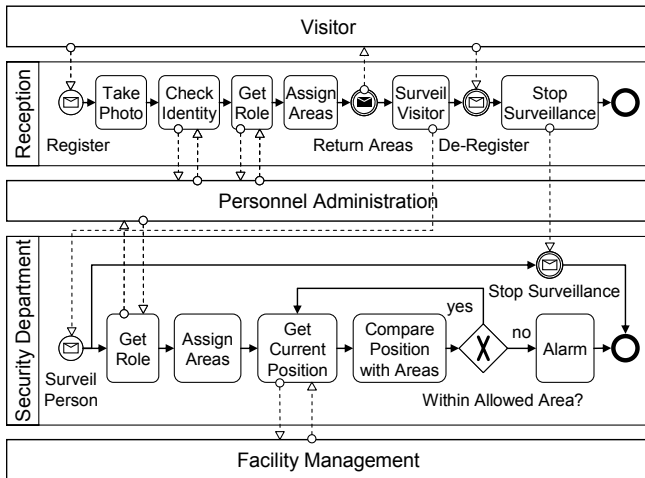 Visitor
Reception
Take
Photo
Check
Identity
Get
Role
Assign
Areas
Surveil
Visitor
Stop
Surveillance
Register
Return Areas
De-Register
Personnel Administration
Security Department
Stop Surveillance
yes
Get
Role
Assign
Areas
Get
Current
Position
Compare
Position
with Areas
no
Alarm
Surveil
Person
Within Allowed Area?
Facility Management